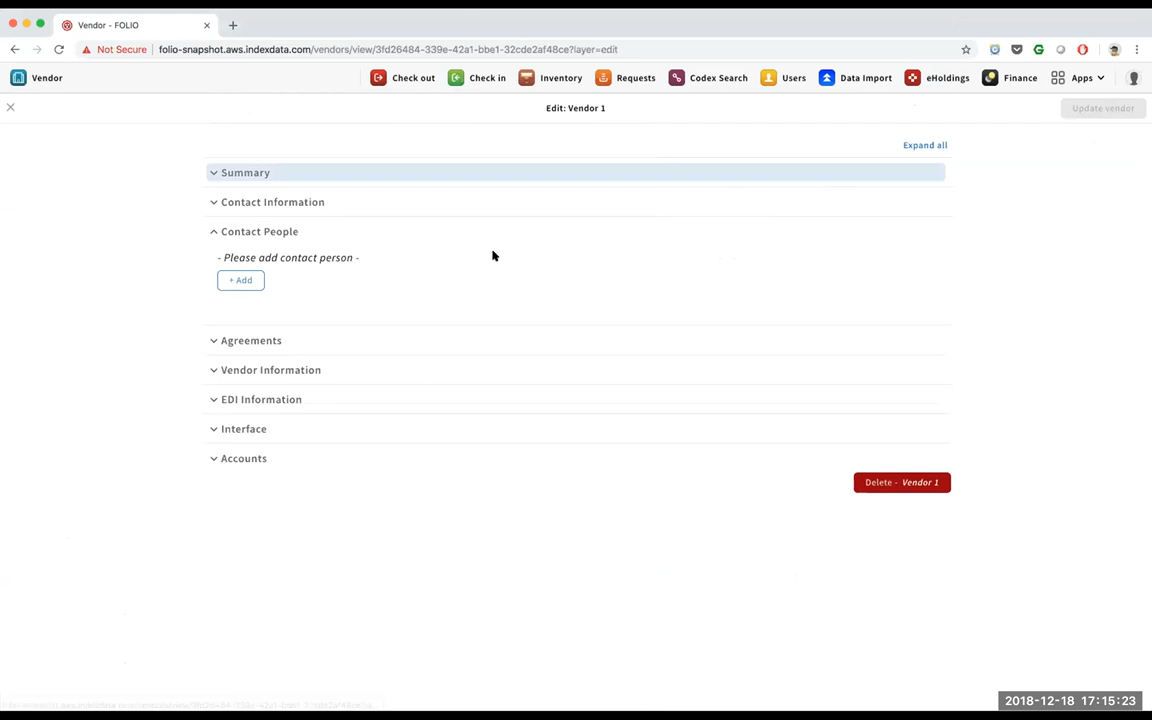 Vendor - FOLIO
Not Secure folio-snapshot.aws.indexdata.com/vendors/view/3fd26484-339e-42a1-bbe1-32cde2af48ce?layer=edit
Vendor Check out Check in Inventory Requests Codex Search Users Data Import eHoldings Finance Apps
Edit: Vendor 1 Update vendor
Expand all
Summary
Contact Information
Contact People
- Please add contact person -
+ Add
Agreements
Vendor Information
EDI Information
Interface
Accounts
Delete - Vendor 1
2018-12-18 17:15:23